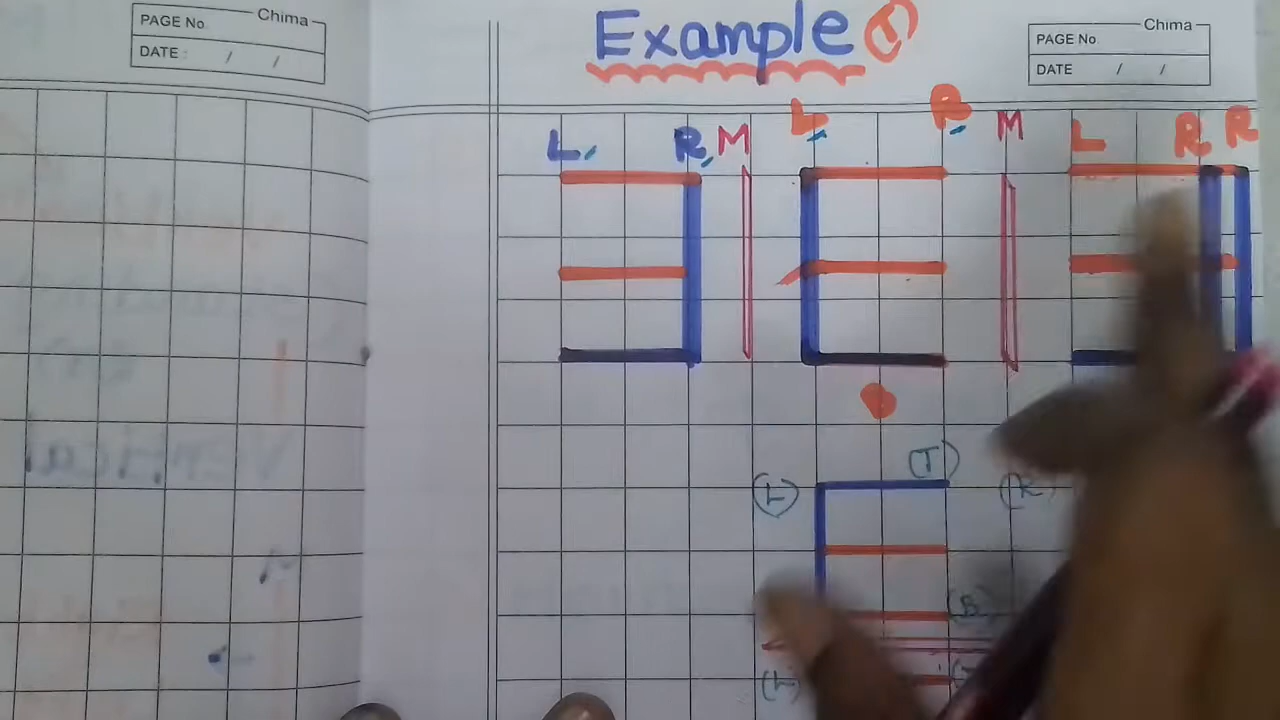 PAGE No.
Chima
DATE : / /
Example (T)
Chima
PAGE No.
DATE / /
L R M L R M L R R
(L) (T) (R)
(B)
(L)